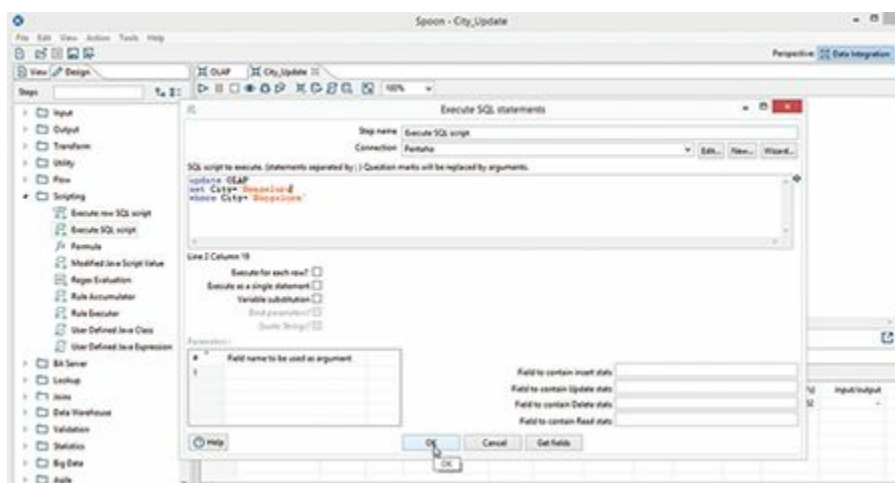 Spoon - City_Update
File Edit View Action Tools Help
Perspective: Data Integration
View Design
OLAP City_Update
Steps
100%
Input
Output
Transform
Utility
Flow
Scripting
Execute row SQL script
Execute SQL script
Formula
Modified Java Script Value
Regex Evaluation
Rule Accumulator
Rule Executor
User Defined Java Class
User Defined Java Expression
BA Server
Lookup
Joins
Data Warehouse
Validation
Statistics
Big Data
Agile
Execute SQL statements
Step name Execute SQL script
Connection Pentaho
Edit... New... Wizard...
SQL script to execute. (statements separated by ; ) Question marks will be replaced by arguments.
update OLAP
set City=
where City=
Line 2 Column 19
Execute for each row?
Execute as a single statement
Variable substitution
Bind parameters?
Quote Strings?
Parameters:
# Field name to be used as argument
1
Field to contain insert stats
Field to contain Update stats
Field to contain Delete stats
Field to contain Read stats
Help OK Cancel Get fields
OK
input/output